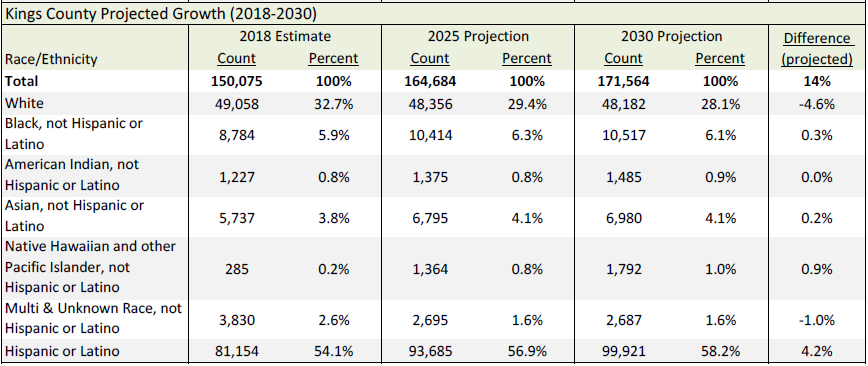 Kings County Projected Growth (2018-2030)
2018 Estimate 2025 Projection 2030 Projection Difference
Race/Ethnicity Count Percent Count Percent Count Percent (projected)
Total 150,075 100% 164,684 100% 171,564 100% 14%
White 49,058 32.7% 48,356 29.4% 48,182 28.1% -4.6%
Black, not Hispanic or
Latino 8,784 5.9% 10,414 6.3% 10,517 6.1% 0.3%
American Indian, not
Hispanic or Latino 1,227 0.8% 1,375 0.8% 1,485 0.9% 0.0%
Asian, not Hispanic or
Latino 5,737 3.8% 6,795 4.1% 6,980 4.1% 0.2%
Native Hawaiian and other
Pacific Islander, not 285 0.2% 1,364 0.8% 1,792 1.0% 0.9%
Hispanic or Latino
Multi & Unknown Race, not
Hispanic or Latino 3,830 2.6% 2,695 1.6% 2,687 1.6% -1.0%
Hispanic or Latino 81,154 54.1% 93,685 56.9% 99,921 58.2% 4.2%